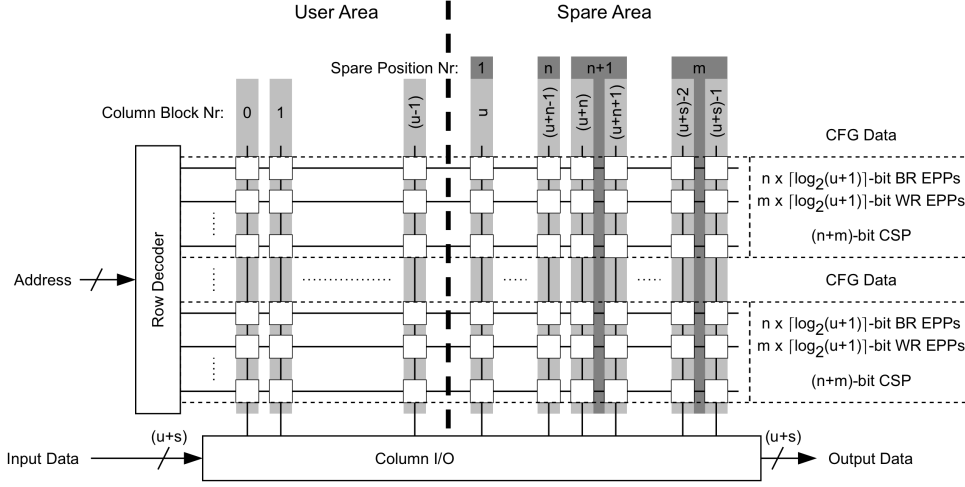 User Area
Spare Area
Spare Position Nr:
1
n
n+1
m
Column Block Nr:
0
1
(u-1)
u
(u+n-1)
(u+n)
(u+n+1)
(u+s)-2
(u+s)-1
CFG Data
n x ⌈log2(u+1)⌉-bit BR EPPs
m x ⌈log2(u+1)⌉-bit WR EPPs
(n+m)-bit CSP
Address
Row Decoder
CFG Data
n x ⌈log2(u+1)⌉-bit BR EPPs
m x ⌈log2(u+1)⌉-bit WR EPPs
(n+m)-bit CSP
(u+s)
(u+s)
Input Data
Column I/O
Output Data